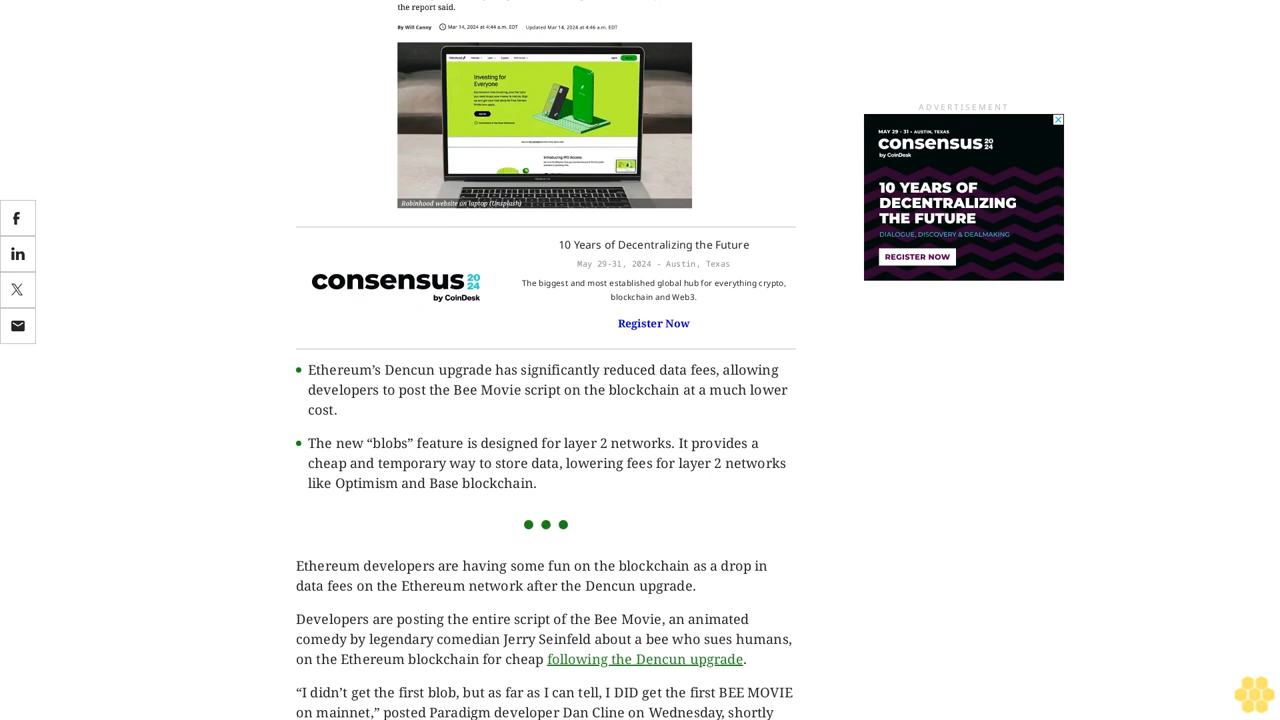 the report said.
By Will Canny Mar 14, 2024 at 4:44 a.m. EDT Updated Mar 14, 2024 at 4:46 a.m. EDT
Investing for
Everyone
Introducing IPO Access
Robinhood website on laptop (Unsplash)
ADVERTISEMENT
MAY 29 - 31 • AUSTIN, TEXAS
consensus 2024
by CoinDesk
10 YEARS OF
DECENTRALIZING
THE FUTURE
DIALOGUE, DISCOVERY & DEALMAKING
REGISTER NOW
consensus 2024
by CoinDesk
10 Years of Decentralizing the Future
May 29-31, 2024 - Austin, Texas
The biggest and most established global hub for everything crypto,
blockchain and Web3.
Register Now
Ethereum’s Dencun upgrade has significantly reduced data fees, allowing
developers to post the Bee Movie script on the blockchain at a much lower
cost.
The new “blobs” feature is designed for layer 2 networks. It provides a
cheap and temporary way to store data, lowering fees for layer 2 networks
like Optimism and Base blockchain.
Ethereum developers are having some fun on the blockchain as a drop in
data fees on the Ethereum network after the Dencun upgrade.
Developers are posting the entire script of the Bee Movie, an animated
comedy by legendary comedian Jerry Seinfeld about a bee who sues humans,
on the Ethereum blockchain for cheap following the Dencun upgrade.
“I didn’t get the first blob, but as far as I can tell, I DID get the first BEE MOVIE
on mainnet,” posted Paradigm developer Dan Cline on Wednesday, shortly